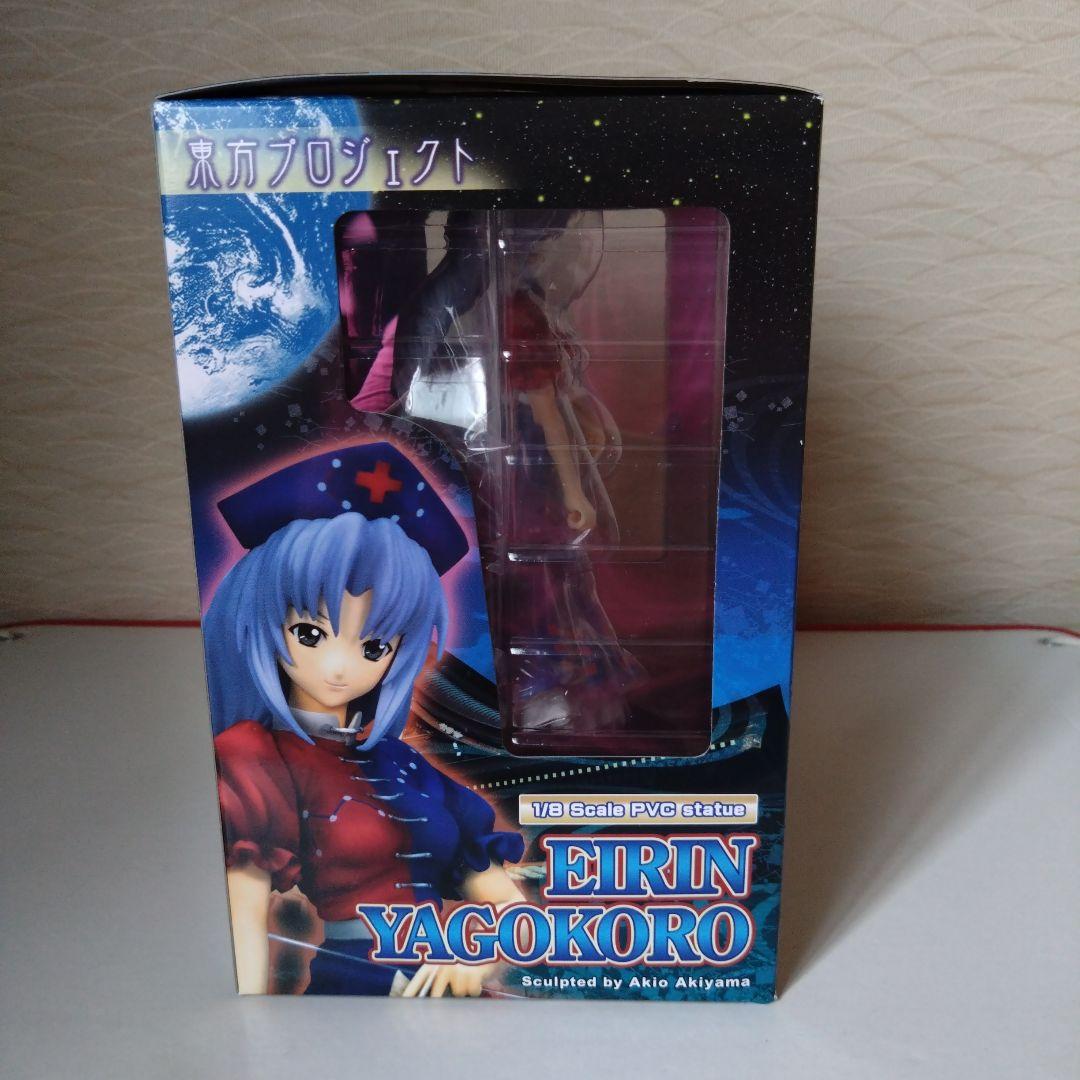 東方プロジェクト
1/8 Scale PVC statue
EIRIN
YAGOKORO
Sculpted by Akio Akiyama